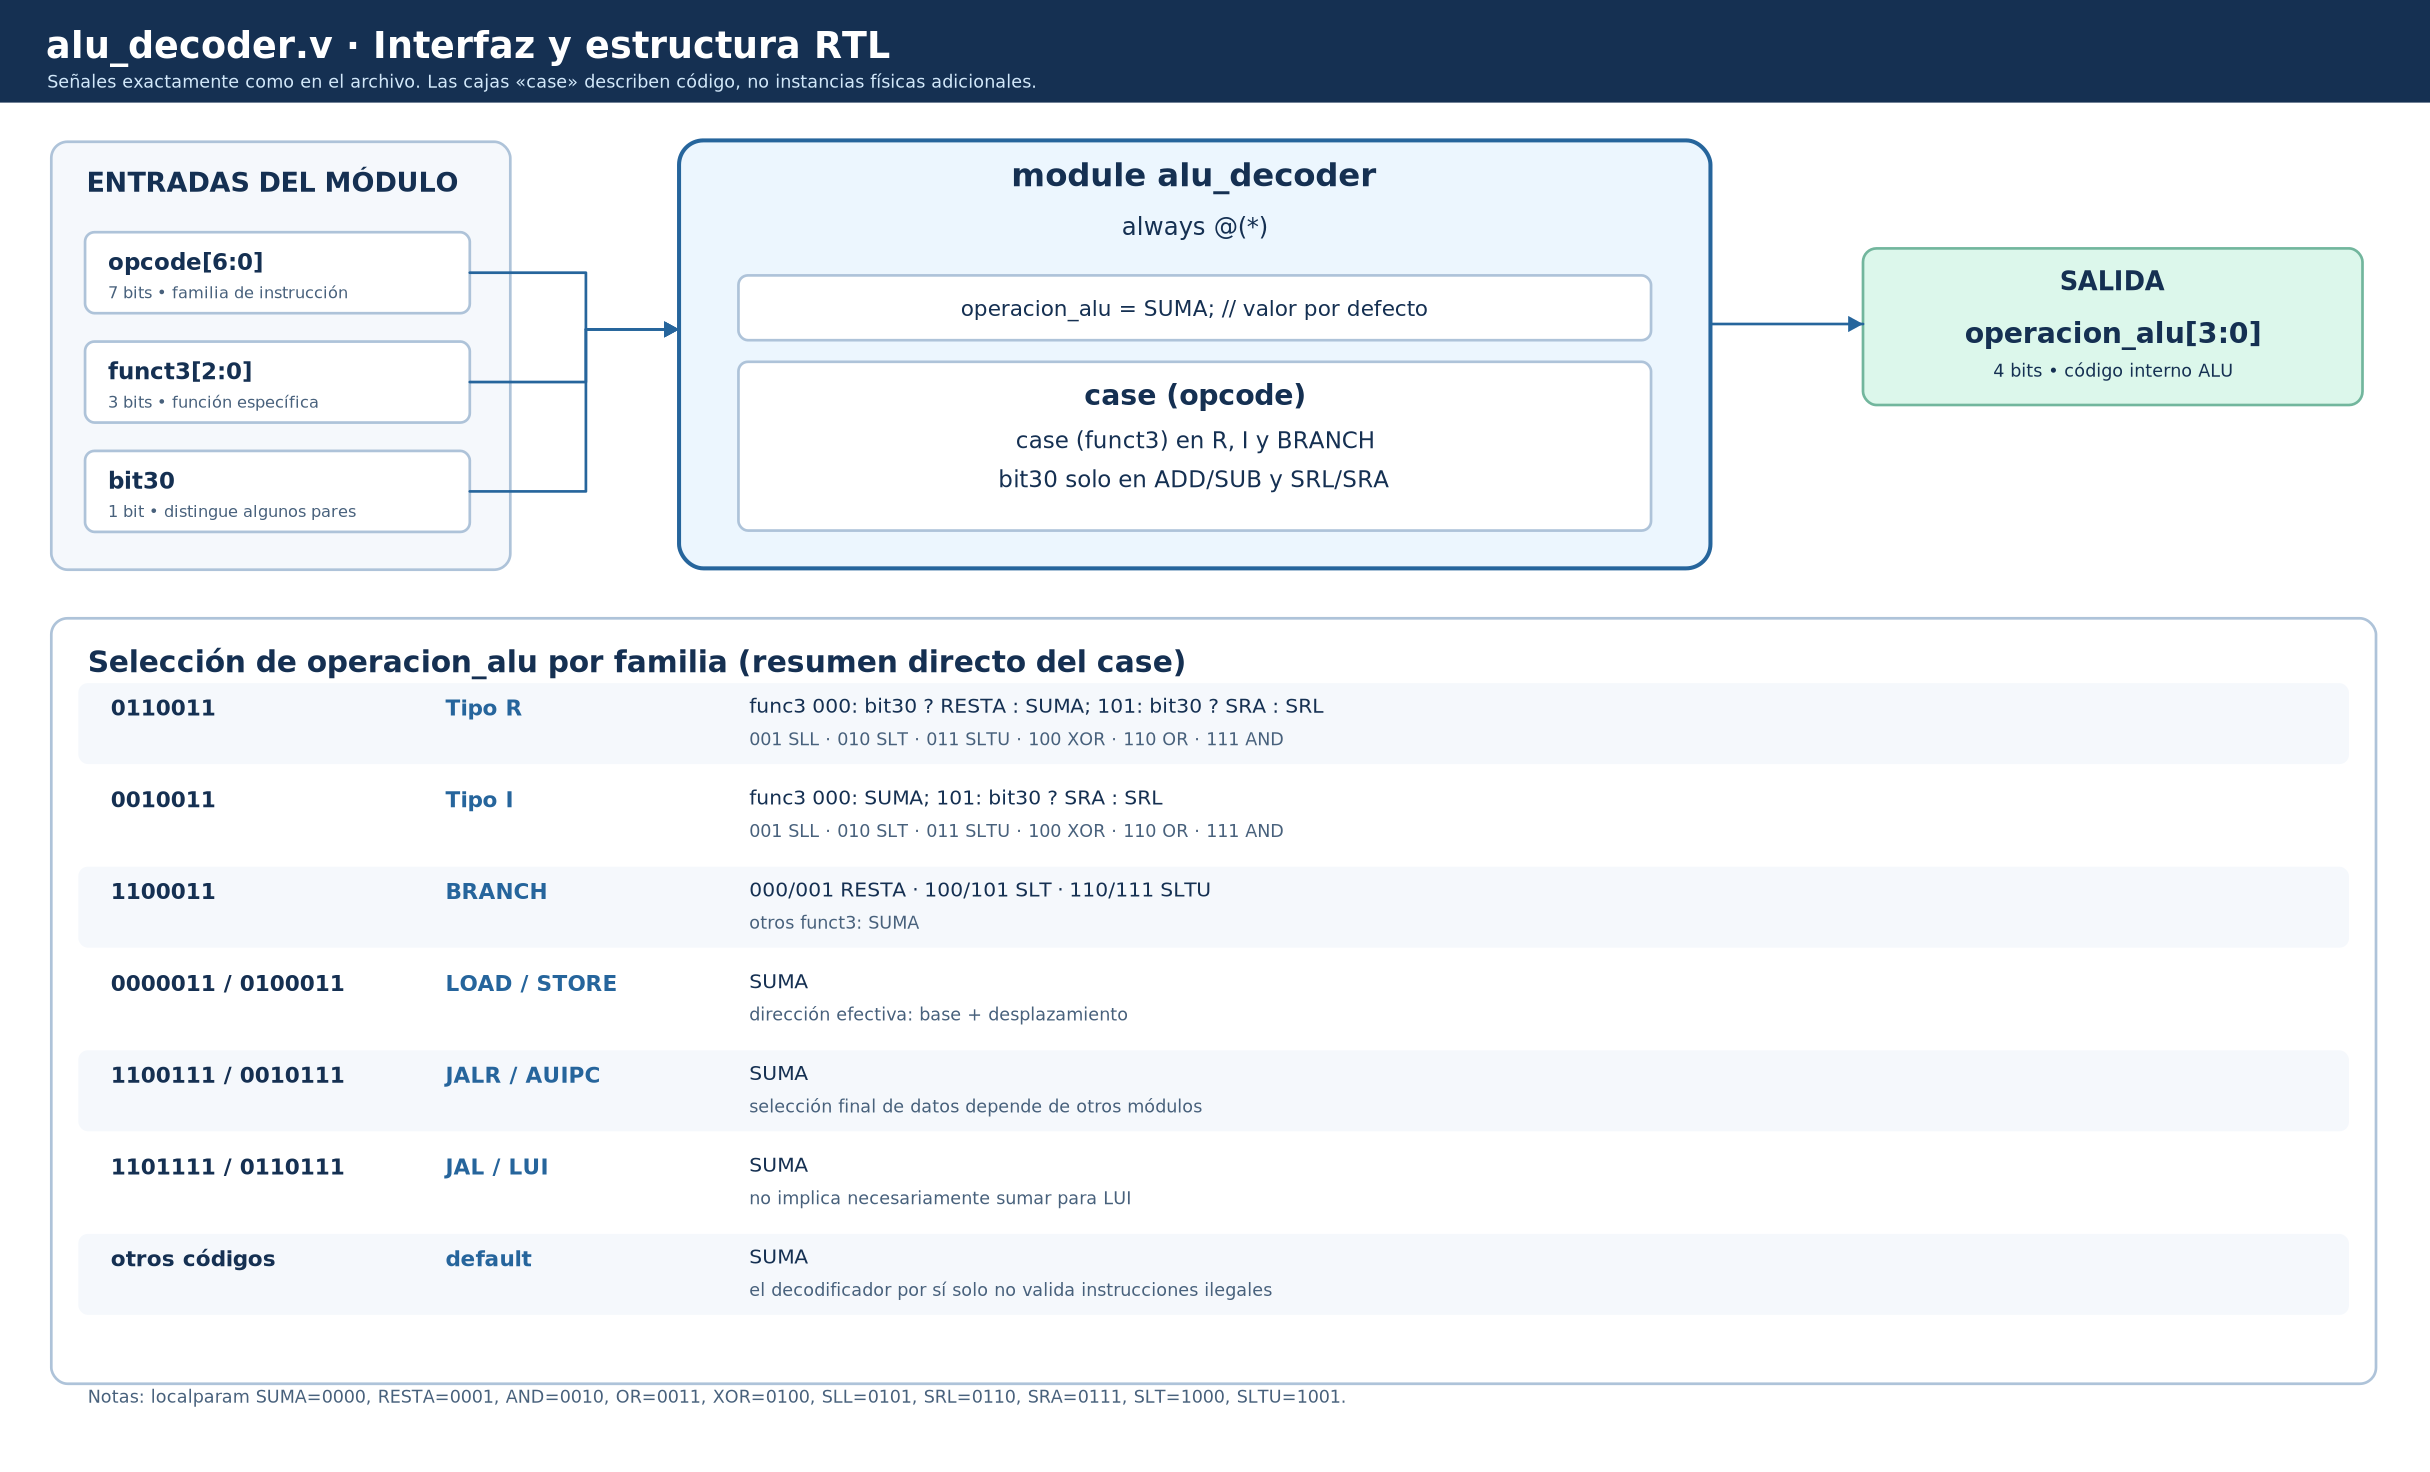 alu_decoder.v · Interfaz y estructura RTL
Señales exactamente como en el archivo. Las cajas «case» describen código, no instancias físicas adicionales.
ENTRADAS DEL MÓDULO
opcode[6:0]
7 bits • familia de instrucción
funct3[2:0]
3 bits • función específica
bit30
1 bit • distingue algunos pares
module alu_decoder
always @(*)
operacion_alu = SUMA; // valor por defecto
case (opcode)
case (funct3) en R, I y BRANCH
bit30 solo en ADD/SUB y SRL/SRA
SALIDA
operacion_alu[3:0]
4 bits • código interno ALU
Selección de operacion_alu por familia (resumen directo del case)
0110011 Tipo R func3 000: bit30 ? RESTA : SUMA; 101: bit30 ? SRA : SRL
001 SLL · 010 SLT · 011 SLTU · 100 XOR · 110 OR · 111 AND
0010011 Tipo I func3 000: SUMA; 101: bit30 ? SRA : SRL
001 SLL · 010 SLT · 011 SLTU · 100 XOR · 110 OR · 111 AND
1100011 BRANCH 000/001 RESTA · 100/101 SLT · 110/111 SLTU
otros funct3: SUMA
0000011 / 0100011 LOAD / STORE SUMA
dirección efectiva: base + desplazamiento
1100111 / 0010111 JALR / AUIPC SUMA
selección final de datos depende de otros módulos
1101111 / 0110111 JAL / LUI SUMA
no implica necesariamente sumar para LUI
otros códigos default SUMA
el decodificador por sí solo no valida instrucciones ilegales
Notas: localparam SUMA=0000, RESTA=0001, AND=0010, OR=0011, XOR=0100, SLL=0101, SRL=0110, SRA=0111, SLT=1000, SLTU=1001.